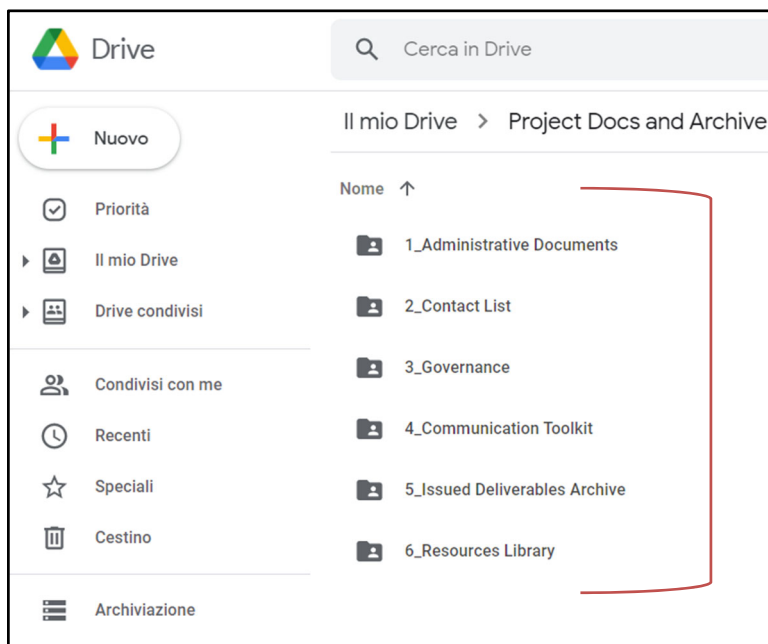 Drive
Cerca in Drive
Nuovo
Il mio Drive > Project Docs and Archive
Nome
Priorità
Il mio Drive
Drive condivisi
Condivisi con me
Recenti
Speciali
Cestino
Archiviazione
1_Administrative Documents
2_Contact List
3_Governance
4_Communication Toolkit
5_Issued Deliverables Archive
6_Resources Library